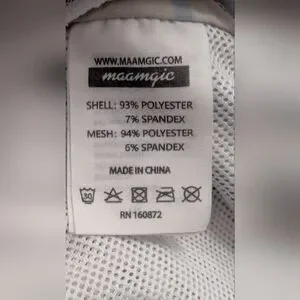 WWW.MAAMGIC.COM
maamgic
SHELL: 93% POLYESTER
7% SPANDEX
MESH: 94% POLYESTER
6% SPANDEX
MADE IN CHINA
30
RN 160872